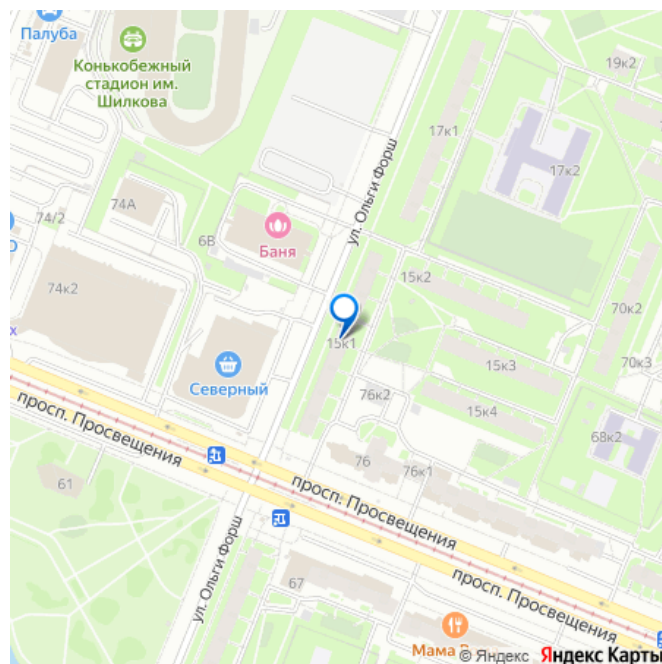 Палуба
Конькобежный
стадион им.
Шилкова
19к2
17к1
17к2
74А
74/2
6В
Баня
ул. Ольги Форш
15к2
74к2
70к2
15к1
Северный
15к3
70к3
76к2
15к4
68к2
просп. Просвещения
76
76к1
61
просп. Просвещения
ул. Ольги Форш
67
просп. Просвещения
Мама
© Яндекс Яндекс Карты